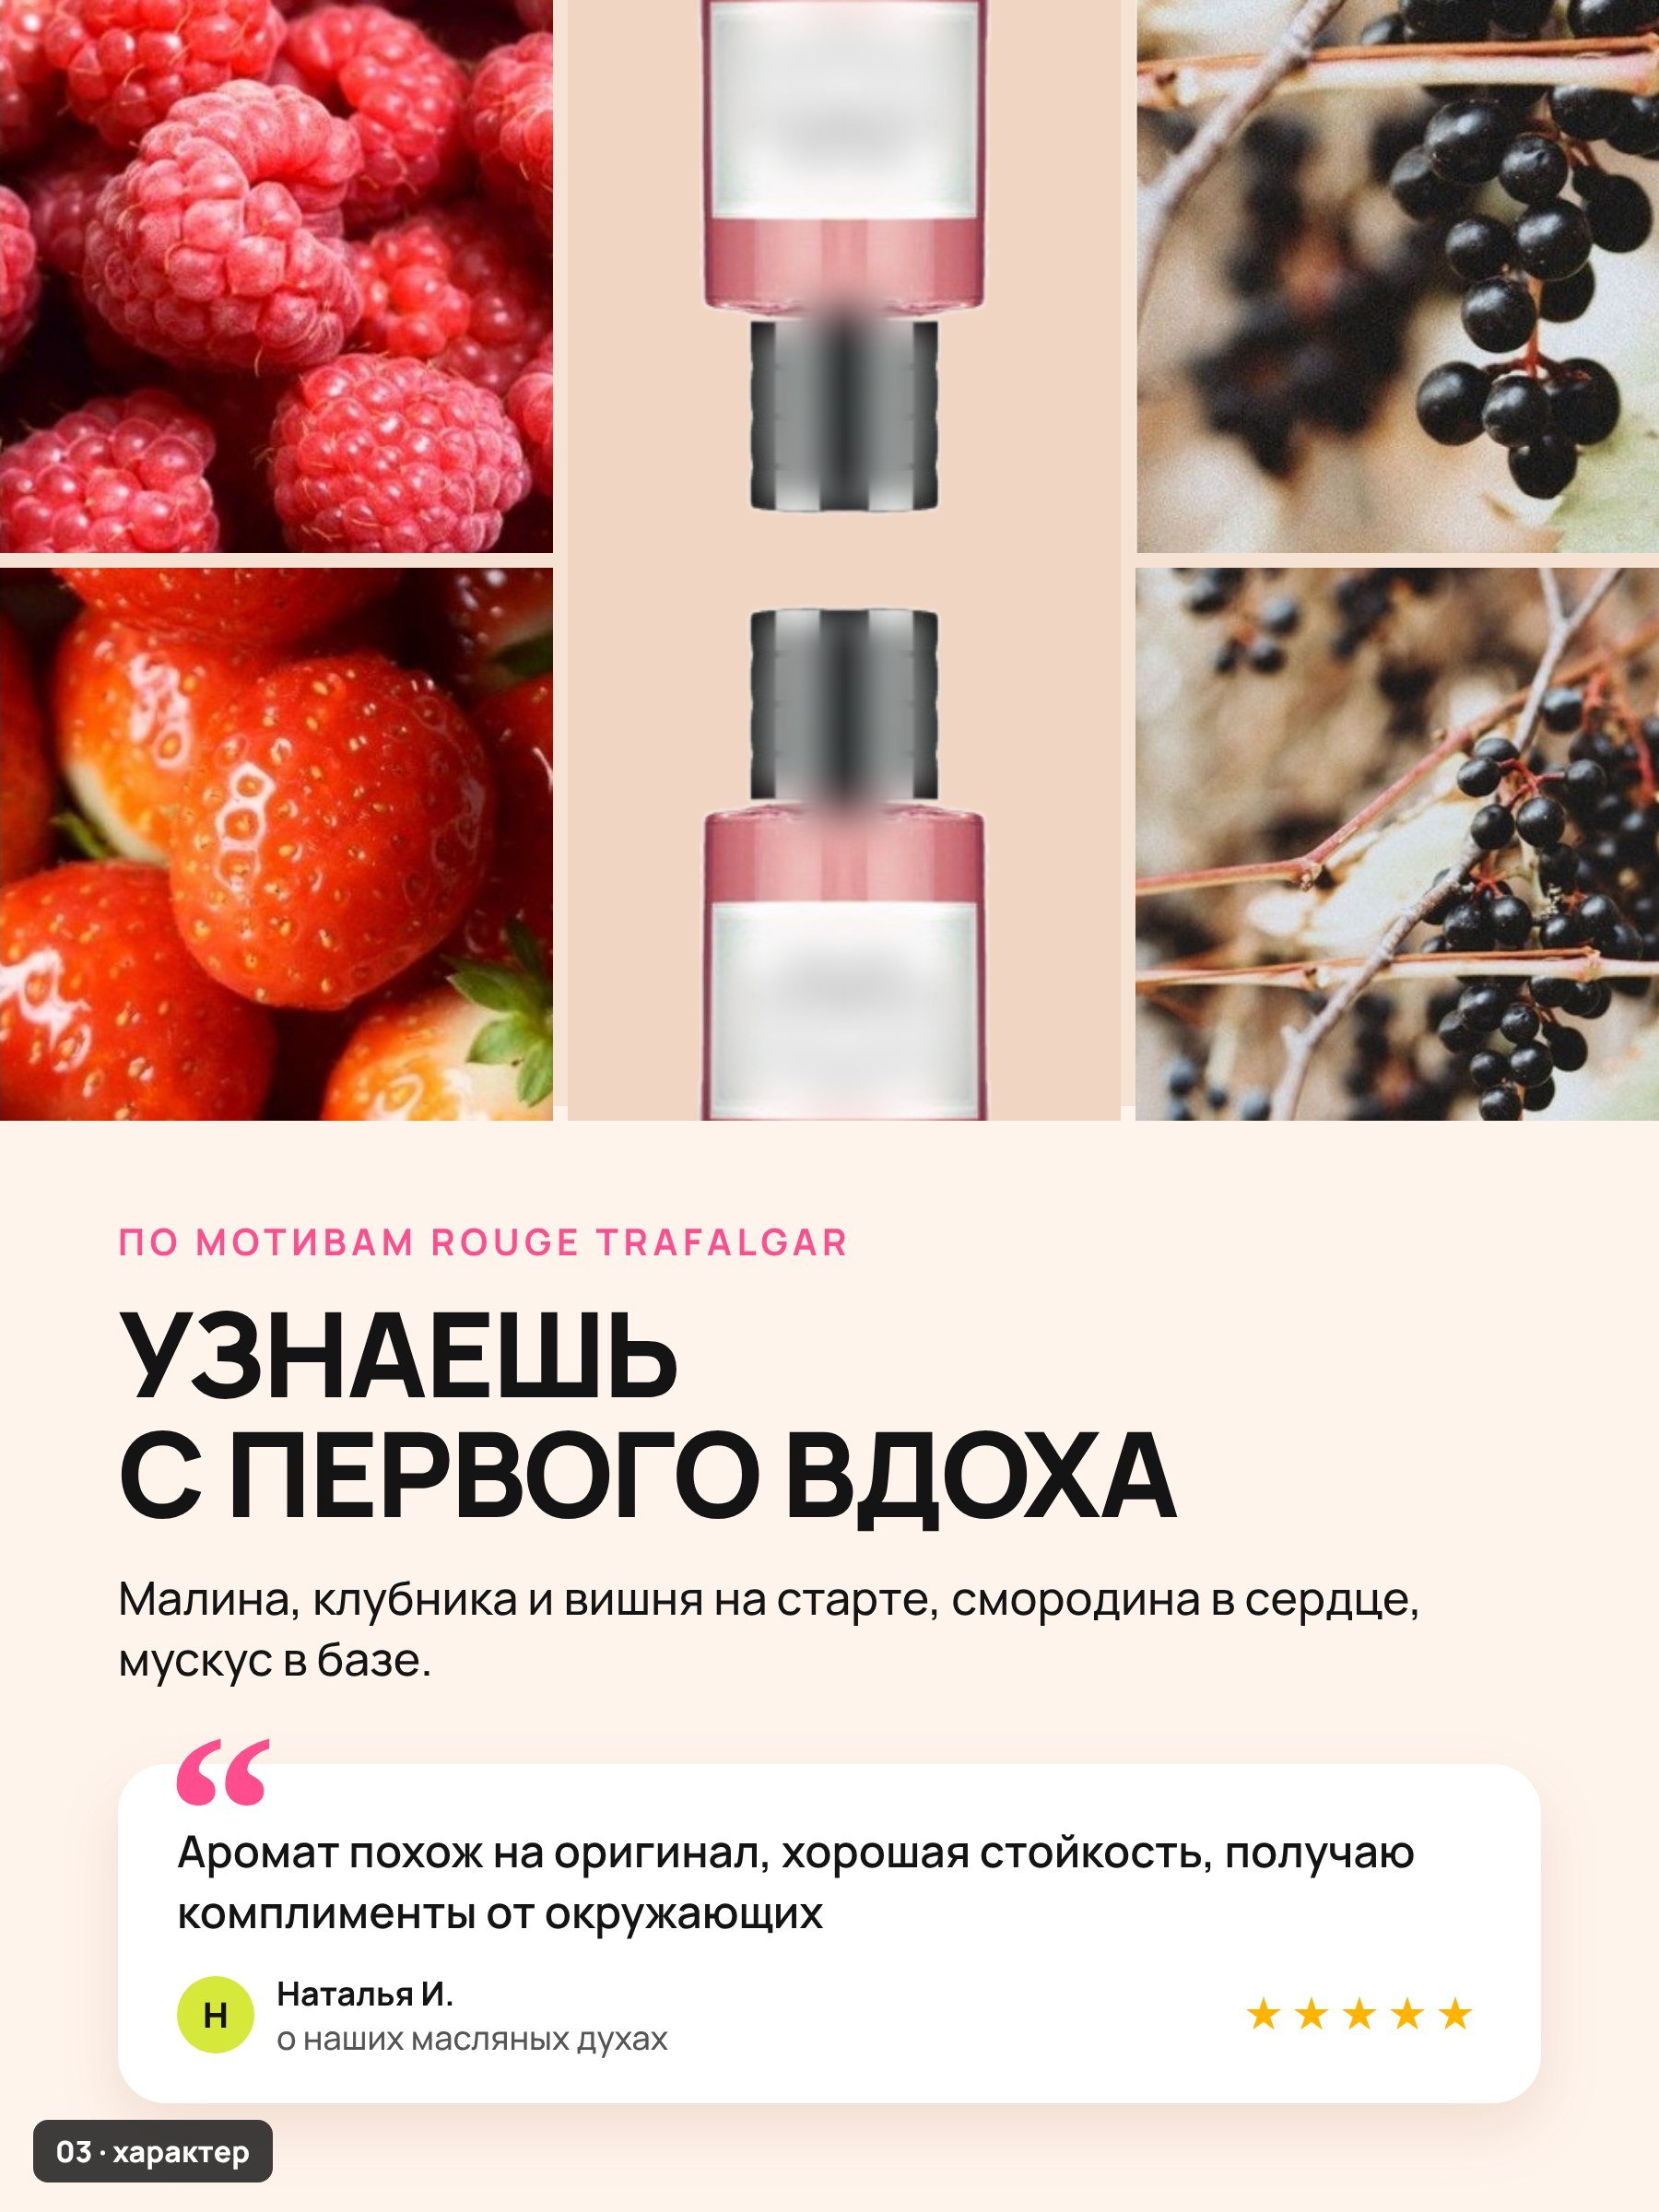 ПО МОТИВАМ ROUGE TRAFALGAR
УЗНАЕШЬ
С ПЕРВОГО ВДОХА
Малина, клубника и вишня на старте, смородина в сердце,
мускус в базе.
“
Аромат похож на оригинал, хорошая стойкость, получаю
комплименты от окружающих
Н
Наталья И.
о наших масляных духах
★★★★★
03 · характер